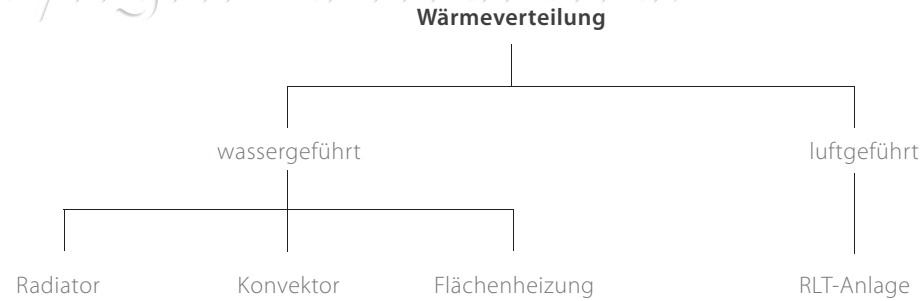 Wärmeverteilung
wassergeführt luftgeführt
Radiator Konvektor Flächenheizung RLT-Anlage